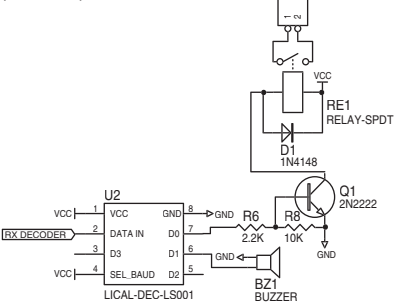 1 2
VCC
RE1
RELAY-SPDT
D1
1N4148
Q1
2N2222
U2
VCC 1 VCC GND 8 GND
RX DECODER 2 DATA IN D0 7
R6 R8
2.2K 10K
GND
3 D3 D1 6
GND
VCC 4 SEL_BAUD D2 5
LICAL-DEC-LS001
BZ1
BUZZER